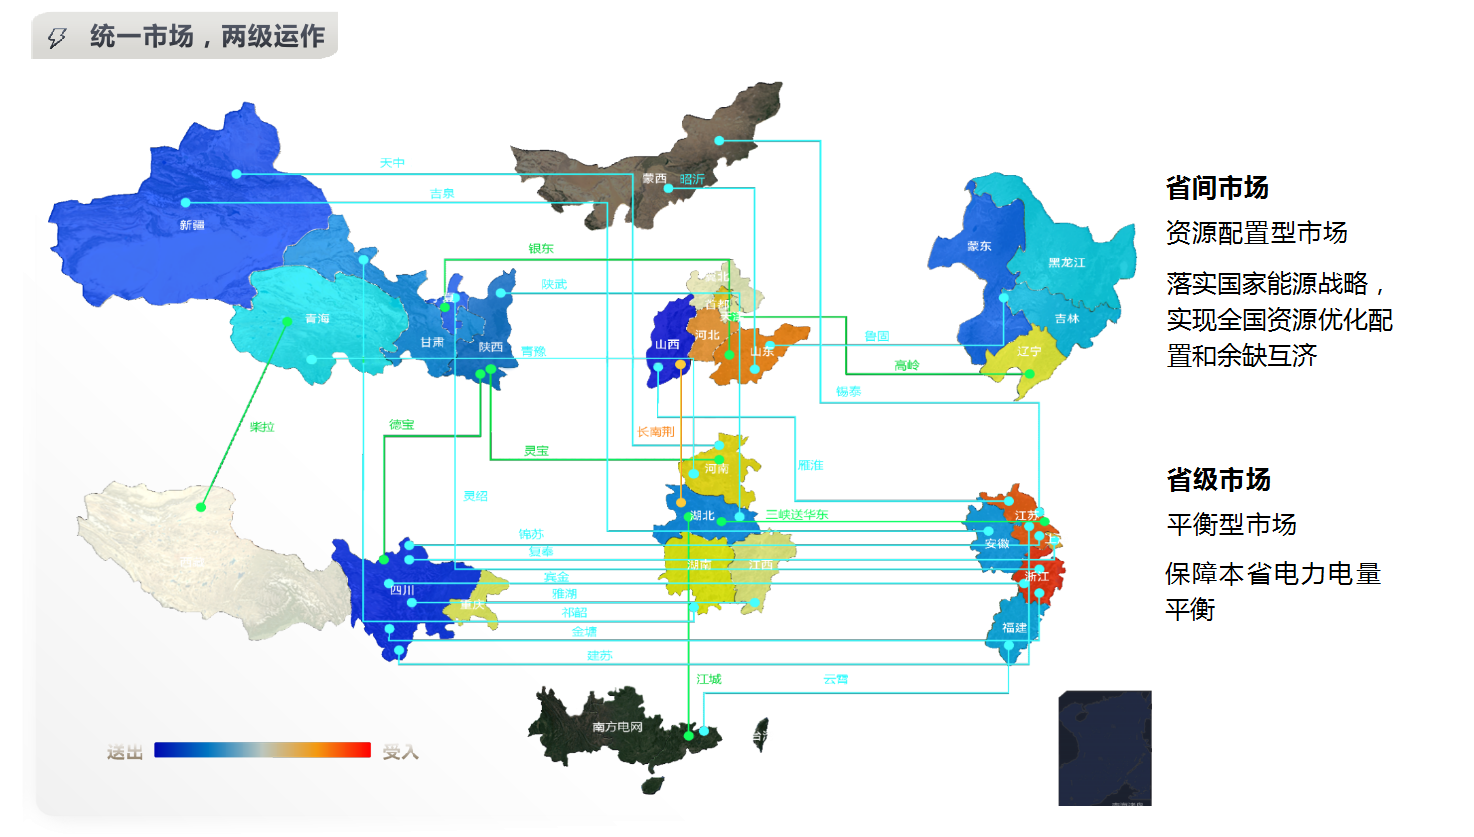 统一市场，两级运作
天中
吉泉
新疆
蒙西
昭沂
银东
陕武
冀北
首都
蒙东
黑龙江
吉林
辽宁
青海
甘肃
陕西
青豫
山西
河北
山东
鲁固
高岭
锡泰
柴拉
德宝
灵宝
长南荆
河南
雁淮
灵绍
湖北
三峡送华东
江苏
安徽
锦苏
复奉
湖南
江西
浙江
宾金
四川
雅湖
重庆
祁韶
金塘
福建
建苏
江城
云霄
南方电网
送出
受入
省间市场
资源配置型市场
落实国家能源战略，
实现全国资源优化配
置和余缺互济
省级市场
平衡型市场
保障本省电力电量
平衡